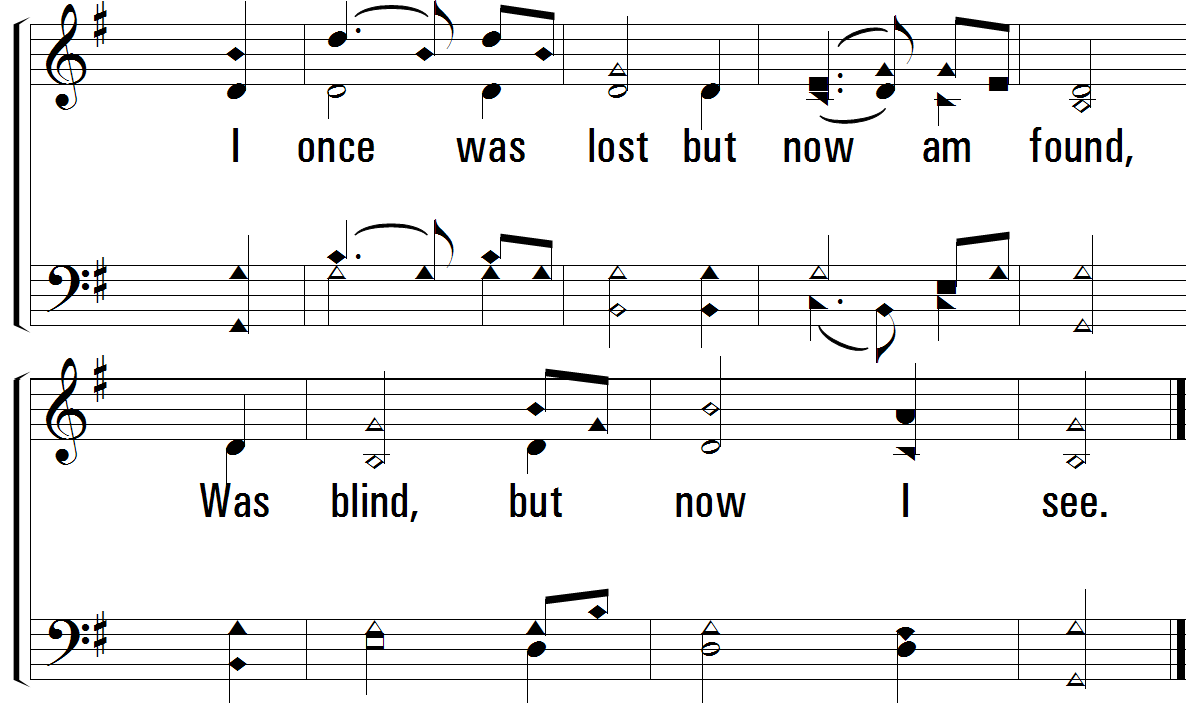 I once was lost but now am found,
Was blind, but now I see.